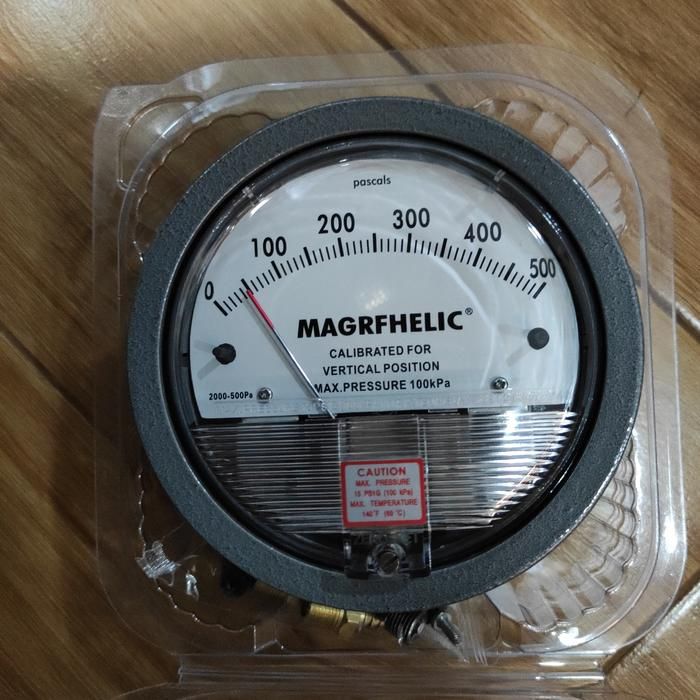 pascals
0 100 200 300 400 500
MAGRFHELIC®
CALIBRATED FOR
VERTICAL POSITION
MAX.PRESSURE 100kPa
2000-500Pa
CAUTION
MAX. PRESSURE
15 PSIG (100 kPa)
MAX. TEMPERATURE
140°F (60°C)